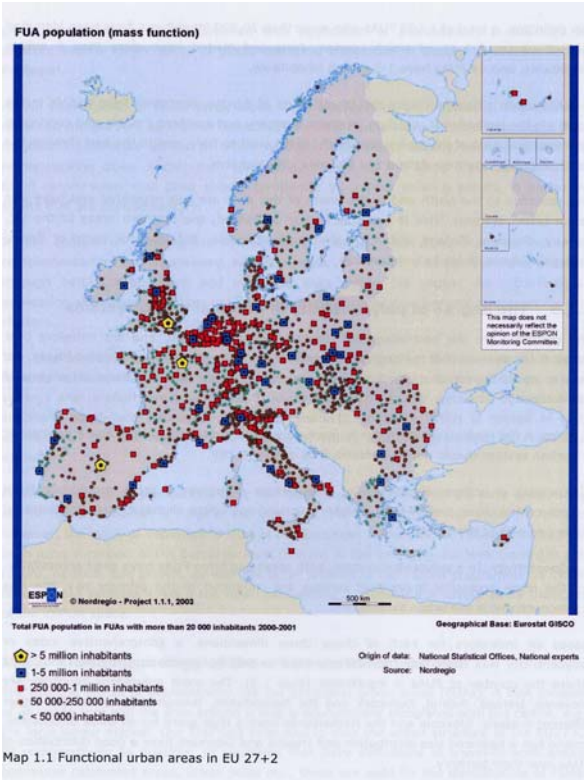 FUA population (mass function)
This map does not
necessarily reflect the
opinion of the ESPON
Monitoring Committee.
ESPON
© Nordregio - Project 1.1.1, 2003
500 km
Total FUA population in FUAs with more than 20 000 inhabitants 2000-2001
Geographical Base: Eurostat GISCO
> 5 million inhabitants
1-5 million inhabitants
250 000-1 million inhabitants
50 000-250 000 inhabitants
< 50 000 inhabitants
Origin of data: National Statistical Offices, National experts
Source: Nordregio
Map 1.1 Functional urban areas in EU 27+2